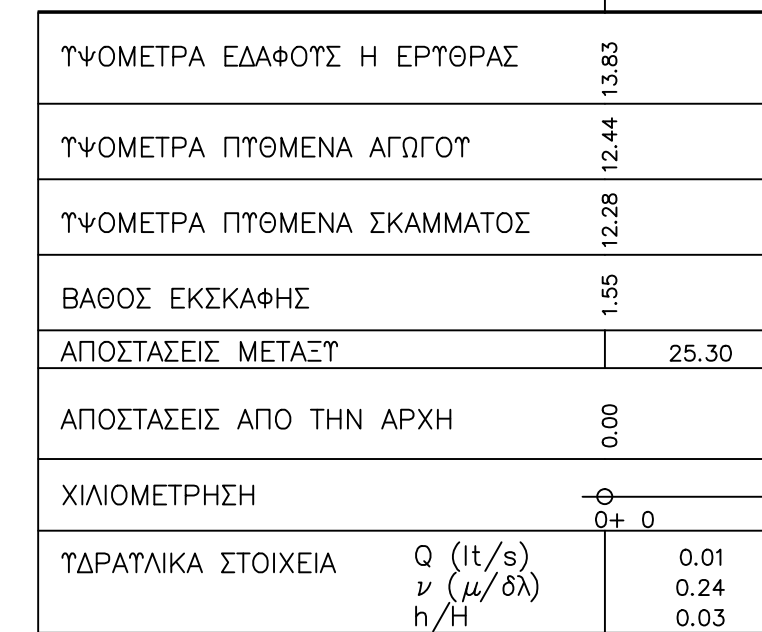 ΥΨΟΜΕΤΡΑ ΕΔΑΦΟΥΣ Η ΕΡΥΘΡΑΣ 13.83
ΥΨΟΜΕΤΡΑ ΠΥΘΜΕΝΑ ΑΓΩΓΟΥ 12.44
ΥΨΟΜΕΤΡΑ ΠΥΘΜΕΝΑ ΣΚΑΜΜΑΤΟΣ 12.28
ΒΑΘΟΣ ΕΚΣΚΑΦΗΣ 1.55
ΑΠΟΣΤΑΣΕΙΣ ΜΕΤΑΞΥ 25.30
ΑΠΟΣΤΑΣΕΙΣ ΑΠΟ ΤΗΝ ΑΡΧΗ 0.00
ΧΙΛΙΟΜΕΤΡΗΣΗ
0+ 0
ΥΔΡΑΥΛΙΚΑ ΣΤΟΙΧΕΙΑ Q (lt/s) 0.01
ν (μ/δλ) 0.24
h/H 0.03